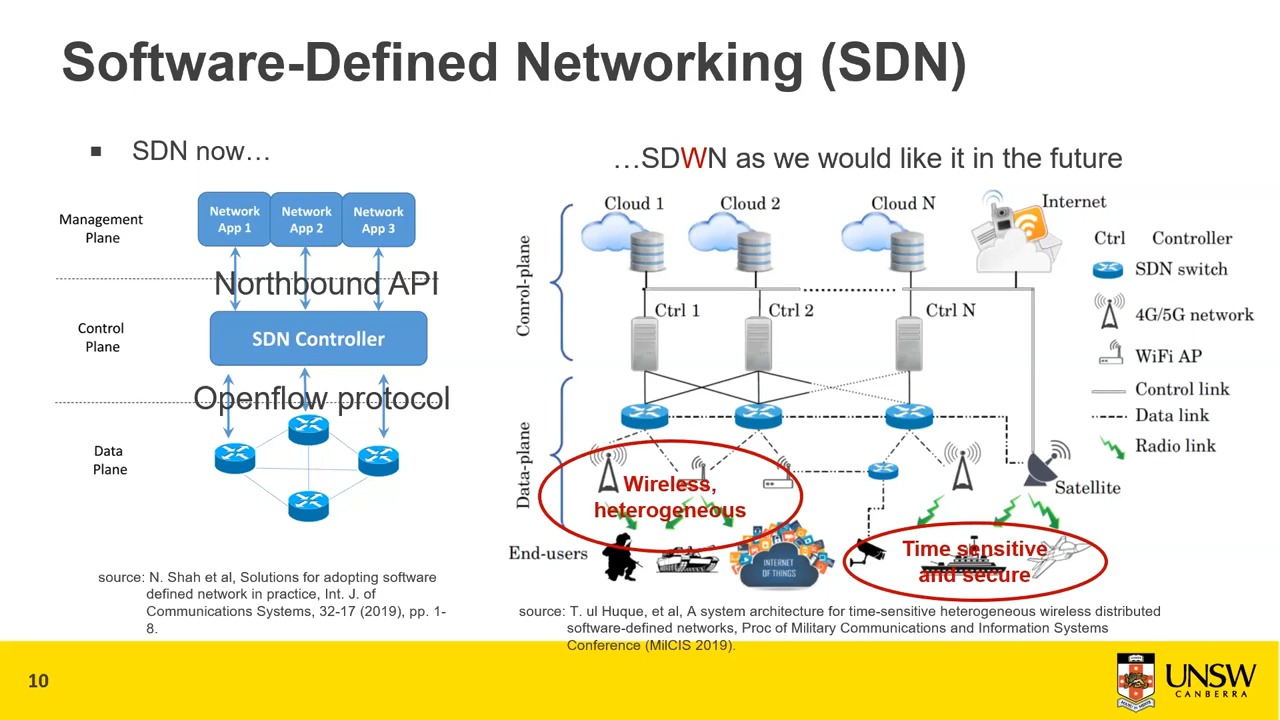 Software-Defined Networking (SDN)
▪ SDN now…
…SDWN as we would like it in the future
Management
Plane
Network
App 1
Network
App 2
Network
App 3
Northbound API
Control
Plane
SDN Controller
Openflow protocol
Data
Plane
source: N. Shah et al, Solutions for adopting software
defined network in practice, Int. J. of
Communications Systems, 32-17 (2019), pp. 1-
8.
Cloud 1
Cloud 2
Cloud N
Internet
Conrol-plane
Ctrl 1
Ctrl 2
Ctrl N
Data-plane
Wireless,
heterogeneous
Satellite
End-users
INTERNET
OF THINGS
Time sensitive
and secure
Ctrl Controller
SDN switch
4G/5G network
WiFi AP
Control link
Data link
Radio link
source: T. ul Huque, et al, A system architecture for time-sensitive heterogeneous wireless distributed
software-defined networks, Proc of Military Communications and Information Systems
Conference (MilCIS 2019).
10
UNSW
CANBERRA